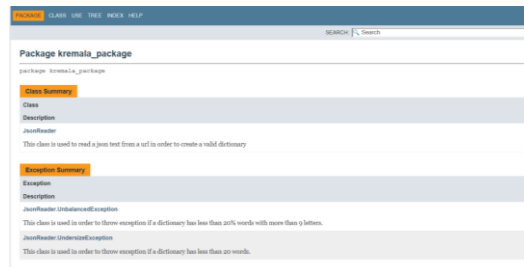 PACKAGE CLASS USE TREE INDEX HELP
SEARCH: Search
Package kremala_package
package kremala_package
Class Summary
Class
Description
JsonReader
This class is used to read a json text from a url in order to create a valid dictionary
Exception Summary
Exception
Description
JsonReader.UnbalancedException
This class is used in order to throw exception if a dictionary has less than 20% words with more than 9 letters.
JsonReader.UndersizeException
This class is used in order to throw exception if a dictionary has less than 20 words.